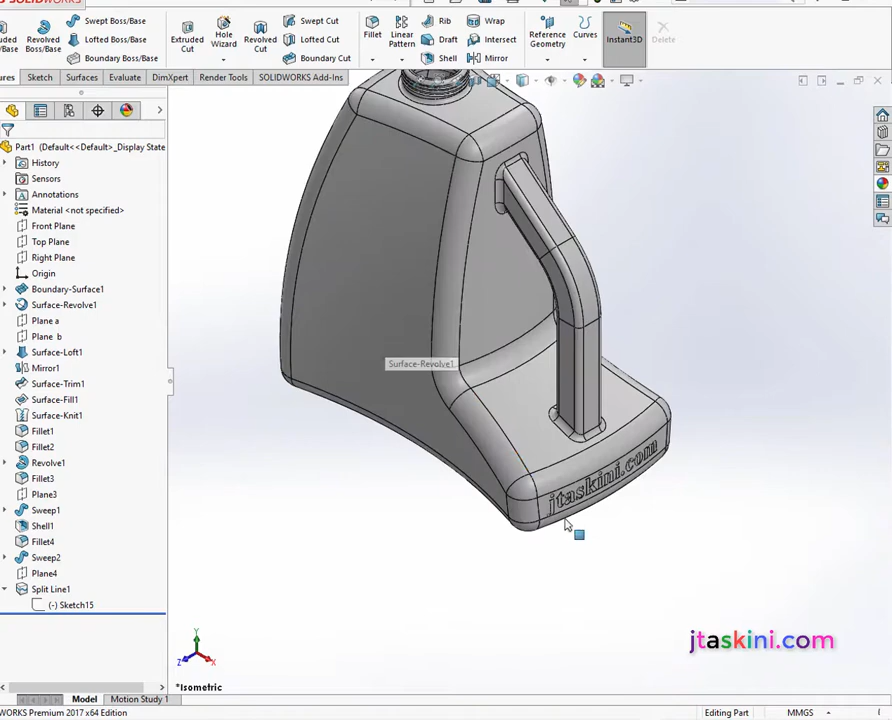 SOLIDWORKS
Swept Boss/Base
Rib
Wrap
Swept Cut
Revolved Boss/Base
Lofted Boss/Base
Extruded Cut
Hole Wizard
Revolved Cut
Lofted Cut
Fillet
Linear Pattern
Draft
Intersect
Reference Geometry
Curves
Instant3D
Delete
Boundary Boss/Base
Boundary Cut
Shell
Mirror
Sketch
Surfaces
Evaluate
DimXpert
Render Tools
SOLIDWORKS Add-Ins
Part1 (Default<<Default>_Display State
History
Sensors
Annotations
Material <not specified>
Front Plane
Top Plane
Right Plane
Origin
Boundary-Surface1
Surface-Revolve1
Plane a
Plane b
Surface-Loft1
Mirror1
Surface-Trim1
Surface-Fill1
Surface-Knit1
Fillet1
Fillet2
Revolve1
Fillet3
Plane3
Sweep1
Shell1
Fillet4
Sweep2
Plane4
Split Line1
(-) Sketch15
Surface-Revolve1
jtaskini.com
jtaskini.com
Y
Z
X
*Isometric
Model
Motion Study 1
WORKS Premium 2017 x64 Edition
Editing Part
MMGS